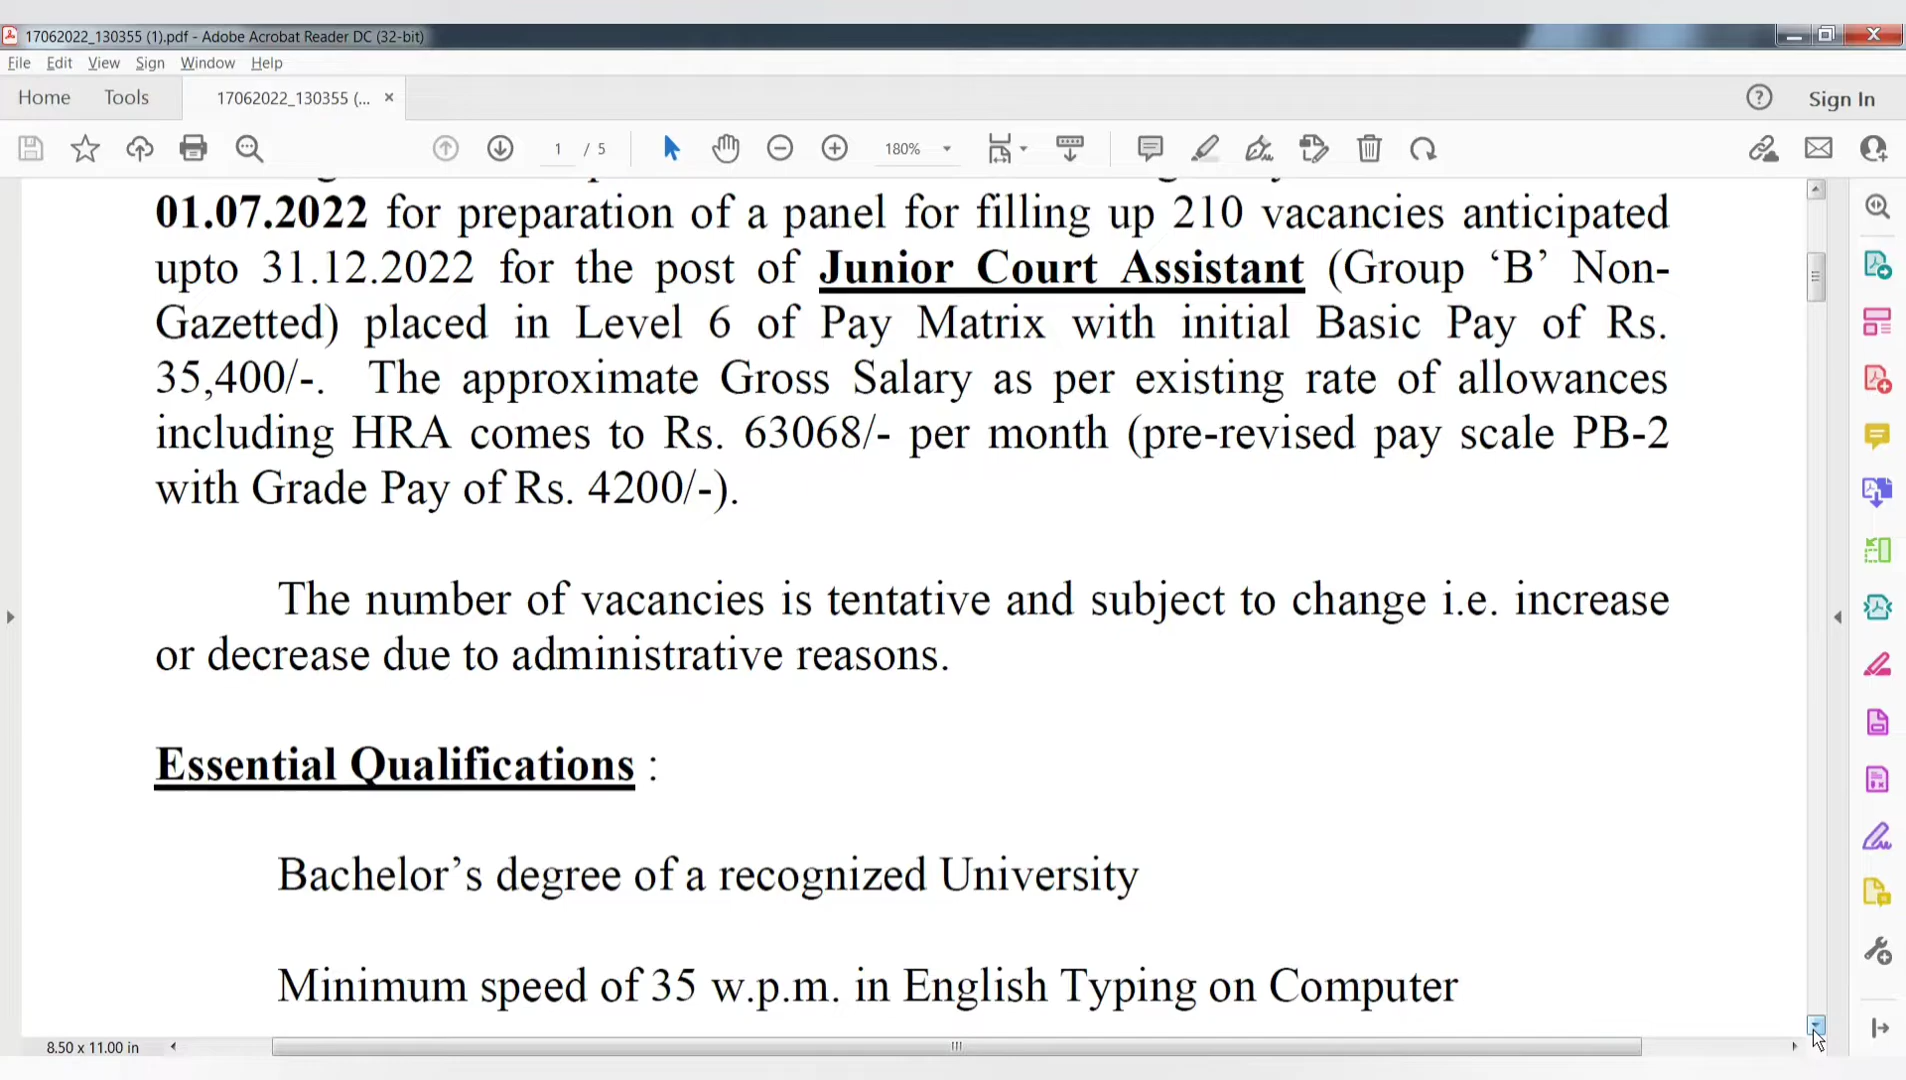 17062022_130355 (1).pdf - Adobe Acrobat Reader DC (32-bit)
File Edit View Sign Window Help
Home Tools 17062022_130355 (... × Sign In
1 / 5 180%
01.07.2022 for preparation of a panel for filling up 210 vacancies anticipated
upto 31.12.2022 for the post of Junior Court Assistant (Group ‘B’ Non-
Gazetted) placed in Level 6 of Pay Matrix with initial Basic Pay of Rs.
35,400/-. The approximate Gross Salary as per existing rate of allowances
including HRA comes to Rs. 63068/- per month (pre-revised pay scale PB-2
with Grade Pay of Rs. 4200/-).
The number of vacancies is tentative and subject to change i.e. increase
or decrease due to administrative reasons.
Essential Qualifications :
Bachelor’s degree of a recognized University
Minimum speed of 35 w.p.m. in English Typing on Computer
8.50 x 11.00 in